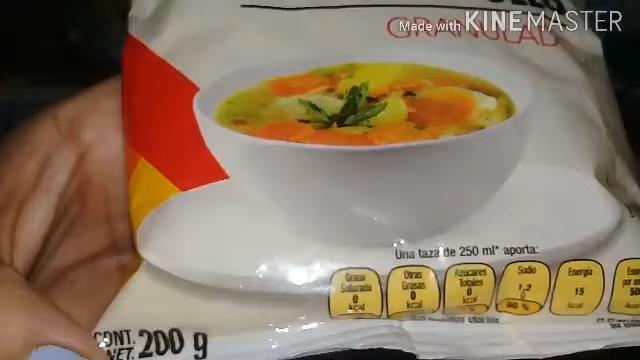 Made with KINEMASTER
GRANULAD
Una taza de 250 ml* aporta:
Grasa Saturada 0 kcal
Otras Grasas 0 kcal
Azúcares Totales 0 kcal
Sodio 1,2 g 60 %
Energía 15 kcal
CONT. NET. 200 g